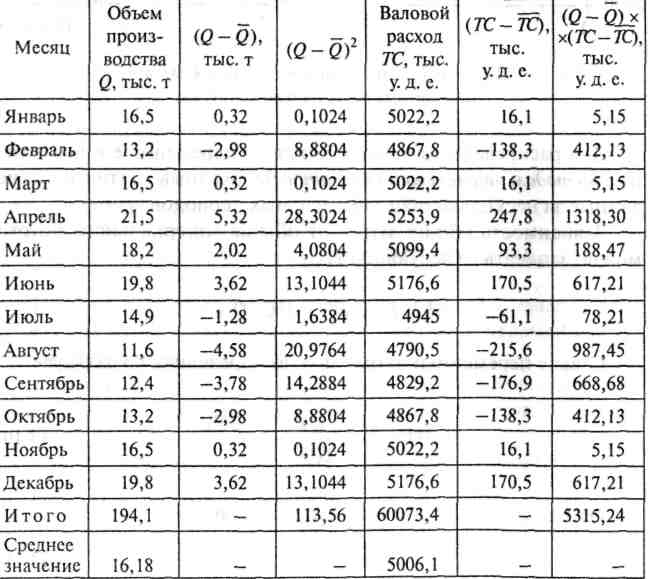 Месяц | Объем произ-водства Q, тыс. т | (Q – Q̅), тыс. т | (Q – Q̅)² | Валовой расход TC, тыс. у. д. е. | (TC – T̅C̅), тыс. у. д. е. | (Q – Q̅) × ×(TC – T̅C̅), тыс. у. д. е.
Январь 16,5 0,32 0,1024 5022,2 16,1 5,15
Февраль 13,2 −2,98 8,8804 4867,8 −138,3 412,13
Март 16,5 0,32 0,1024 5022,2 16,1 5,15
Апрель 21,5 5,32 28,3024 5253,9 247,8 1318,30
Май 18,2 2,02 4,0804 5099,4 93,3 188,47
Июнь 19,8 3,62 13,1044 5176,6 170,5 617,21
Июль 14,9 −1,28 1,6384 4945 −61,1 78,21
Август 11,6 −4,58 20,9764 4790,5 −215,6 987,45
Сентябрь 12,4 −3,78 14,2884 4829,2 −176,9 668,68
Октябрь 13,2 −2,98 8,8804 4867,8 −138,3 412,13
Ноябрь 16,5 0,32 0,1024 5022,2 16,1 5,15
Декабрь 19,8 3,62 13,1044 5176,6 170,5 617,21
Итого 194,1 – 113,56 60073,4 – 5315,24
Среднее
значение 16,18 – – 5006,1 – –